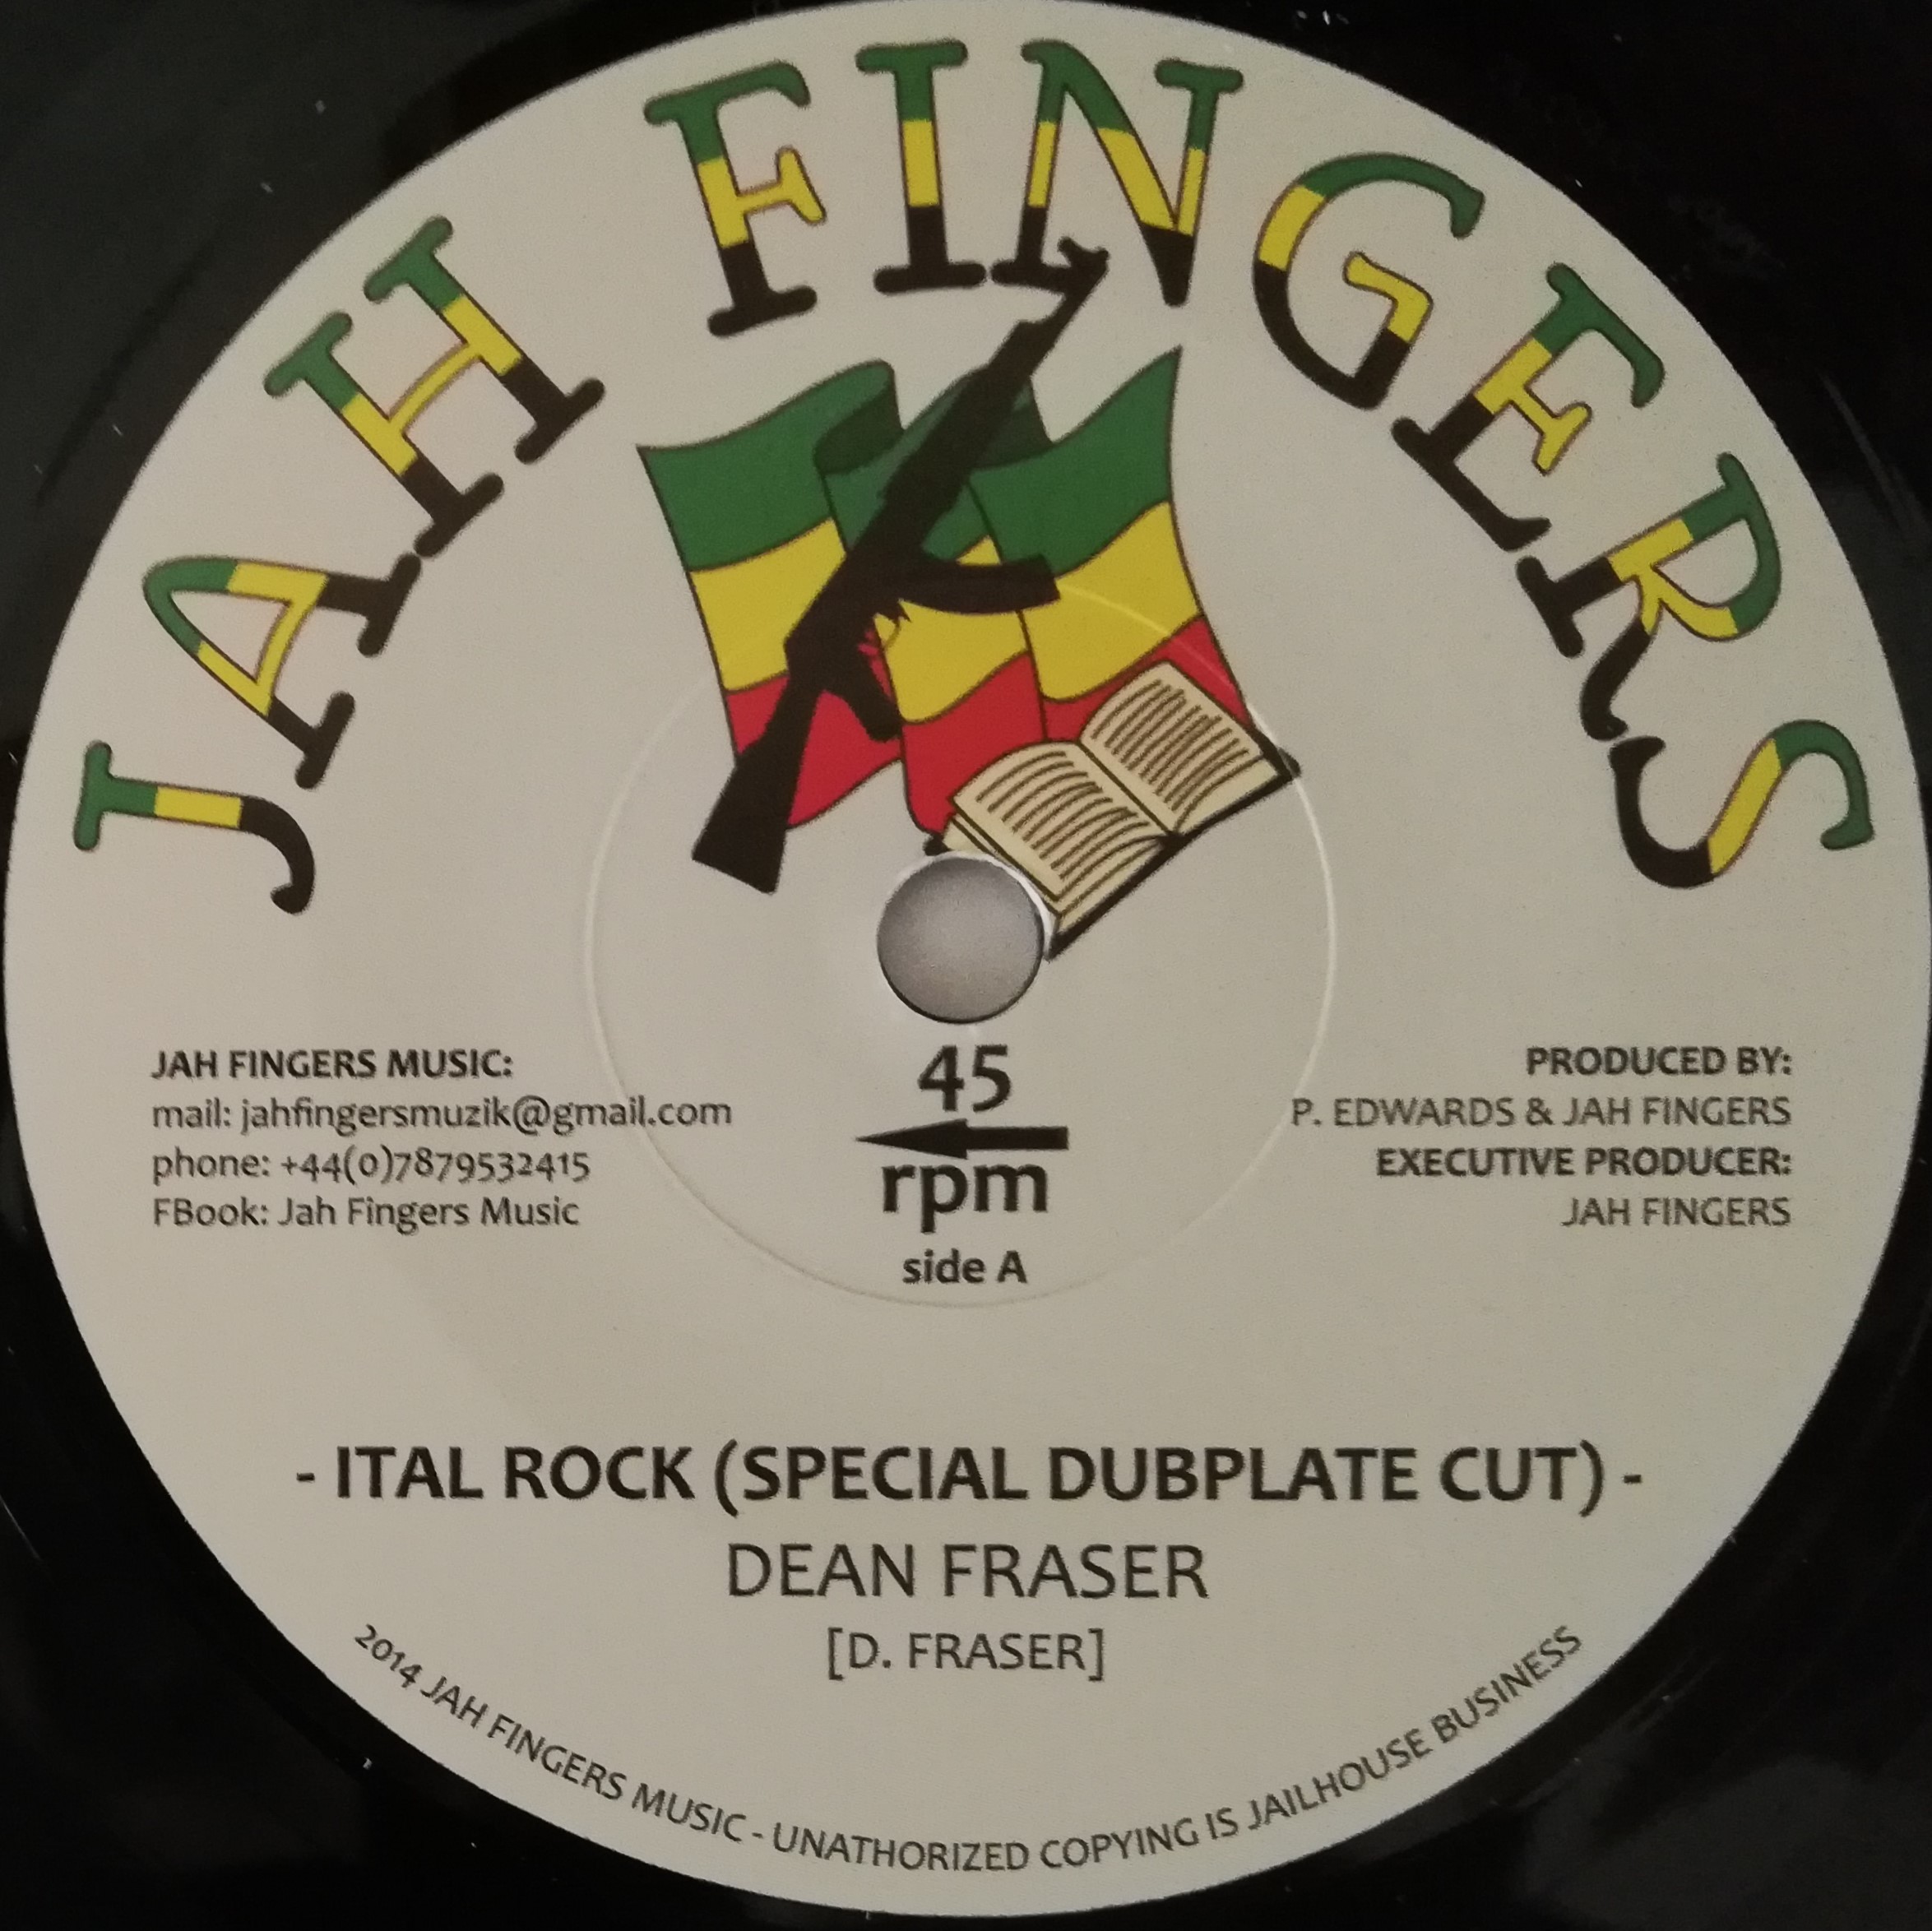 JAH FINGERS
JAH FINGERS MUSIC:
mail: jahfingersmuzik@gmail.com
phone: +44(0)7879532415
FBook: Jah Fingers Music
45
rpm
side A
PRODUCED BY:
P. EDWARDS & JAH FINGERS
EXECUTIVE PRODUCER:
JAH FINGERS
- ITAL ROCK (SPECIAL DUBPLATE CUT) -
DEAN FRASER
[D. FRASER]
2014 JAH FINGERS MUSIC - UNATHORIZED COPYING IS JAILHOUSE BUSINESS